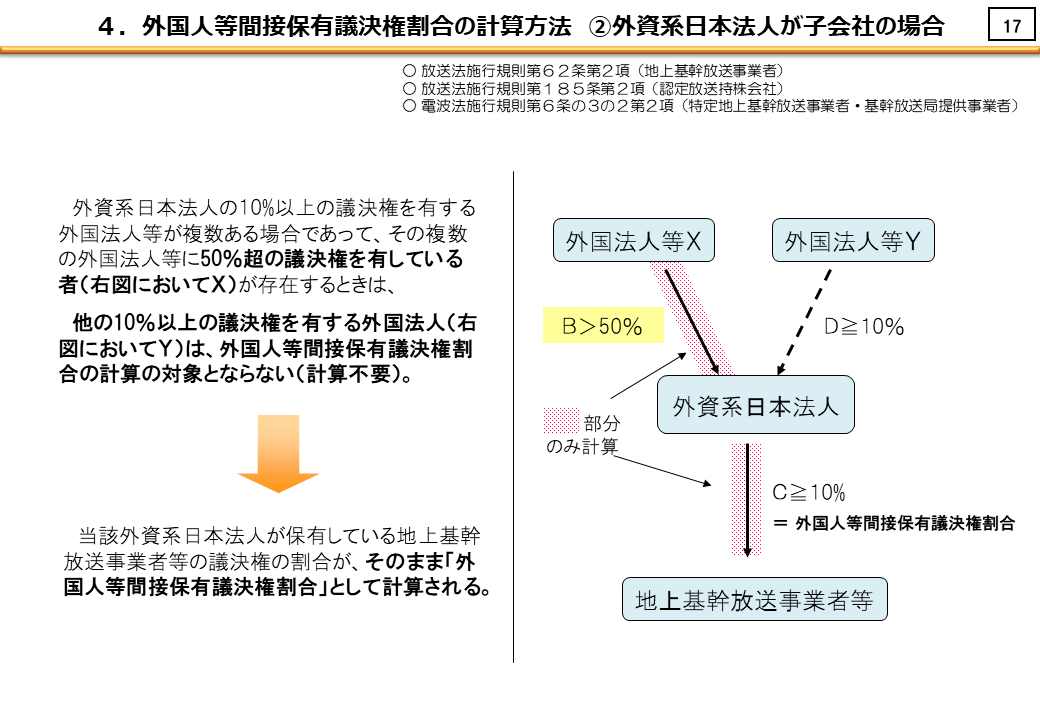 ４．外国人等間接保有議決権割合の計算方法 ②外資系日本法人が子会社の場合
17
○ 放送法施行規則第６２条第２項（地上基幹放送事業者）
○ 放送法施行規則第１８５条第２項（認定放送持株会社）
○ 電波法施行規則第６条の３の２第２項（特定地上基幹放送事業者・基幹放送局提供事業者）
外資系日本法人の10%以上の議決権を有する
外国法人等が複数ある場合であって、その複数
の外国法人等に50%超の議決権を有している
者（右図においてＸ）が存在するときは、
他の10%以上の議決権を有する外国法人（右
図においてＹ）は、外国人等間接保有議決権割
合の計算の対象とならない（計算不要）。
当該外資系日本法人が保有している地上基幹
放送事業者等の議決権の割合が、そのまま「外
国人等間接保有議決権割合」として計算される。
外国法人等Ｘ
外国法人等Ｙ
Ｂ＞50％
Ｄ≧10％
外資系日本法人
部分
のみ計算
Ｃ≧10％
＝ 外国人等間接保有議決権割合
地上基幹放送事業者等